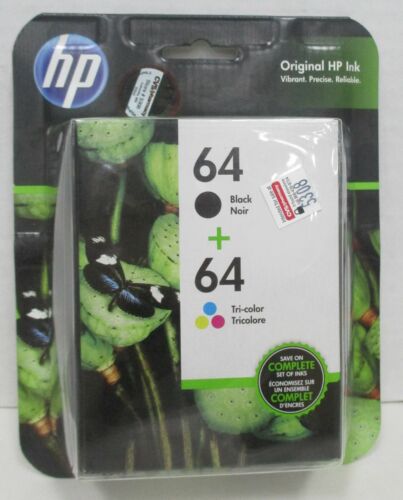 hp
Original HP Ink
Vibrant. Precise. Reliable.
64
Black
Noir
+
64
Tri-color
Tricolore
SAVE ON
COMPLETE
SET OF INKS
ÉCONOMISEZ SUR
UN ENSEMBLE
COMPLET
D'ENCRES